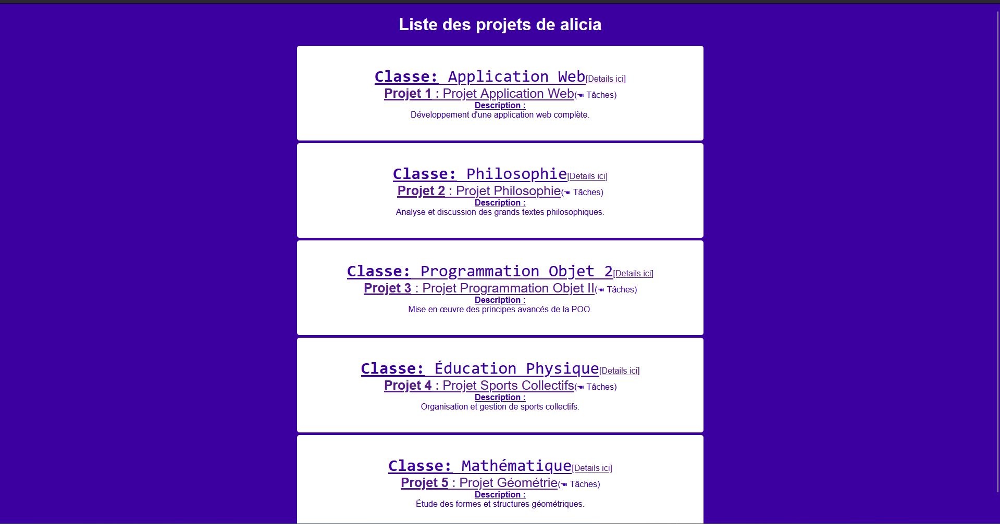 Liste des projets de alicia
Classe: Application Web[Details ici]
Projet 1 : Projet Application Web(☚ Tâches)
Description :
Développement d'une application web complète.
Classe: Philosophie[Details ici]
Projet 2 : Projet Philosophie(☚ Tâches)
Description :
Analyse et discussion des grands textes philosophiques.
Classe: Programmation Objet 2[Details ici]
Projet 3 : Projet Programmation Objet II(☚ Tâches)
Description :
Mise en œuvre des principes avancés de la POO.
Classe: Éducation Physique[Details ici]
Projet 4 : Projet Sports Collectifs(☚ Tâches)
Description :
Organisation et gestion de sports collectifs.
Classe: Mathématique[Details ici]
Projet 5 : Projet Géométrie(☚ Tâches)
Description :
Étude des formes et structures géométriques.